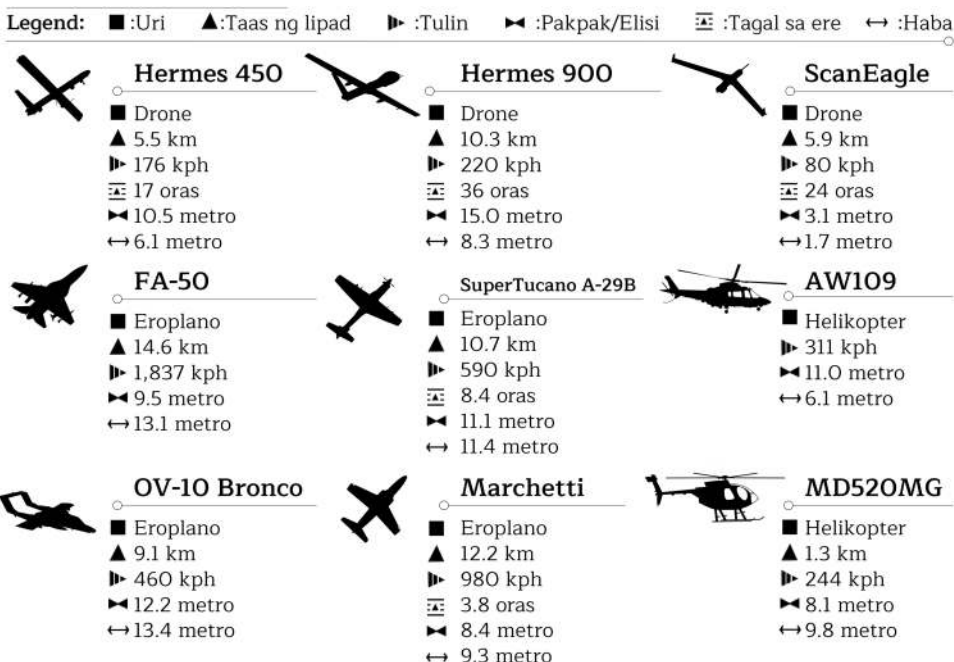 Legend: :Uri :Taas ng lipad :Tulin :Pakpak/Elisi :Tagal sa ere :Haba
Hermes 450
Drone
5.5 km
176 kph
17 oras
10.5 metro
6.1 metro
Hermes 900
Drone
10.3 km
220 kph
36 oras
15.0 metro
8.3 metro
ScanEagle
Drone
5.9 km
80 kph
24 oras
3.1 metro
1.7 metro
FA-50
Eroplano
14.6 km
1,837 kph
9.5 metro
13.1 metro
SuperTucano A-29B
Eroplano
10.7 km
590 kph
8.4 oras
11.1 metro
11.4 metro
AW109
Helikopter
311 kph
11.0 metro
6.1 metro
OV-10 Bronco
Eroplano
9.1 km
460 kph
12.2 metro
13.4 metro
Marchetti
Eroplano
12.2 km
980 kph
3.8 oras
8.4 metro
9.3 metro
MD520MG
Helikopter
1.3 km
244 kph
8.1 metro
9.8 metro